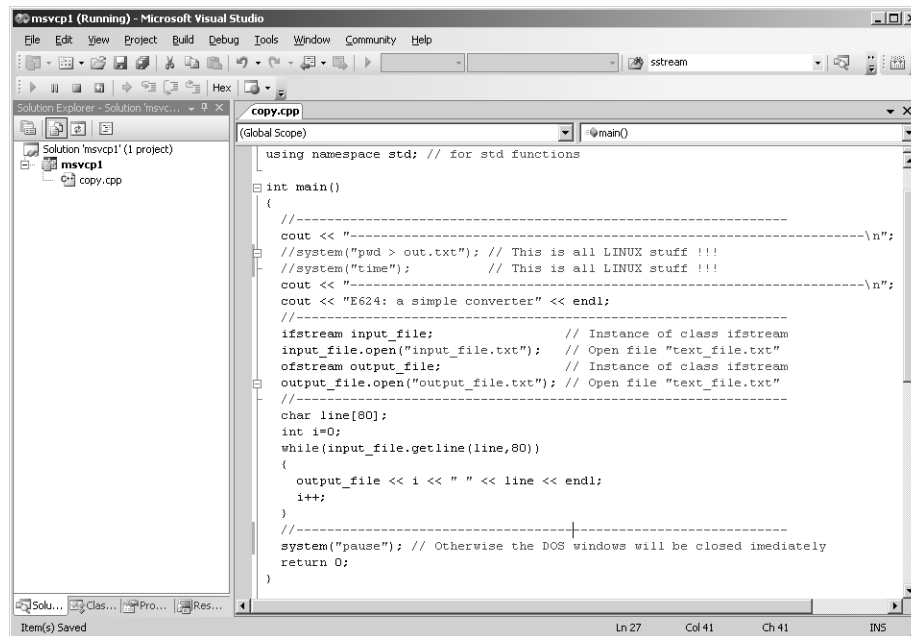 msvcp1 (Running) - Microsoft Visual Studio
File Edit View Project Build Debug Tools Window Community Help
sstream
Hex
Solution Explorer - Solution 'msvc...
copy.cpp
(Global Scope)
main()
Solution 'msvcp1' (1 project)
msvcp1
copy.cpp
using namespace std; // for std functions
int main()
{
//----------------------------------------------------------------
cout << "-------------------------------------------------------------------\n";
//system("pwd > out.txt"); // This is all LINUX stuff !!!
//system("time"); // This is all LINUX stuff !!!
cout << "-------------------------------------------------------------------\n";
cout << "E624: a simple converter" << endl;
//----------------------------------------------------------------
ifstream input_file; // Instance of class ifstream
input_file.open("input_file.txt"); // Open file "text_file.txt"
ofstream output_file; // Instance of class ifstream
output_file.open("output_file.txt"); // Open file "text_file.txt"
//----------------------------------------------------------------
char line[80];
int i=0;
while(input_file.getline(line,80))
{
output_file << i << " " << line << endl;
i++;
}
//----------------------------------------------------------------
system("pause"); // Otherwise the DOS windows will be closed imediately
return 0;
}
Solu... Clas... Pro... Res...
Item(s) Saved Ln 27 Col 41 Ch 41 INS